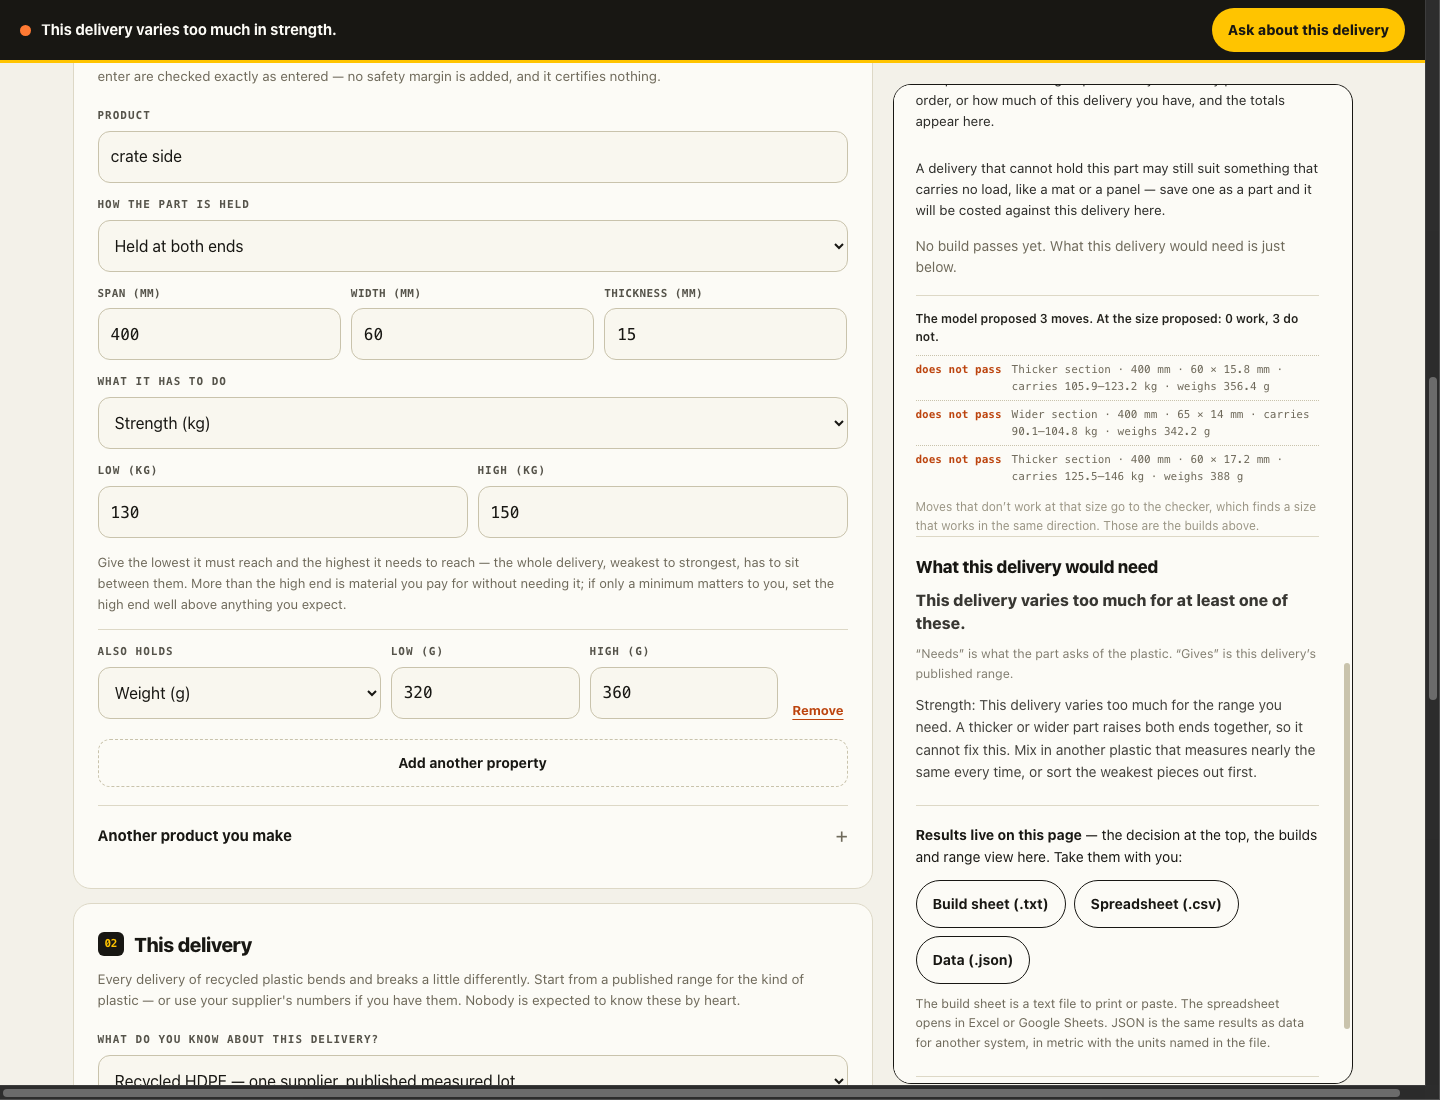 This delivery varies too much in strength.
Ask about this delivery
enter are checked exactly as entered — no safety margin is added, and it certifies nothing.
PRODUCT
crate side
HOW THE PART IS HELD
Held at both ends
SPAN (MM)
WIDTH (MM)
THICKNESS (MM)
400
60
15
WHAT IT HAS TO DO
Strength (kg)
LOW (KG)
HIGH (KG)
130
150
Give the lowest it must reach and the highest it needs to reach — the whole delivery, weakest to strongest, has to sit
between them. More than the high end is material you pay for without needing it; if only a minimum matters to you, set the
high end well above anything you expect.
ALSO HOLDS
LOW (G)
HIGH (G)
Weight (g)
320
360
Remove
Add another property
Another product you make
+
02
This delivery
Every delivery of recycled plastic bends and breaks a little differently. Start from a published range for the kind of
plastic — or use your supplier's numbers if you have them. Nobody is expected to know these by heart.
WHAT DO YOU KNOW ABOUT THIS DELIVERY?
Recycled HDPE — one supplier, published measured lot
order, or how much of this delivery you have, and the totals
appear here.
A delivery that cannot hold this part may still suit something that
carries no load, like a mat or a panel — save one as a part and it
will be costed against this delivery here.
No build passes yet. What this delivery would need is just
below.
The model proposed 3 moves. At the size proposed: 0 work, 3 do
not.
does not pass Thicker section · 400 mm · 60 × 15.8 mm ·
carries 105.9–123.2 kg · weighs 356.4 g
does not pass Wider section · 400 mm · 65 × 14 mm · carries
90.1–104.8 kg · weighs 342.2 g
does not pass Thicker section · 400 mm · 60 × 17.2 mm ·
carries 125.5–146 kg · weighs 388 g
Moves that don't work at that size go to the checker, which finds a size
that works in the same direction. Those are the builds above.
What this delivery would need
This delivery varies too much for at least one of
these.
“Needs” is what the part asks of the plastic. “Gives” is this delivery’s
published range.
Strength: This delivery varies too much for the range you
need. A thicker or wider part raises both ends together, so it
cannot fix this. Mix in another plastic that measures nearly the
same every time, or sort the weakest pieces out first.
Results live on this page — the decision at the top, the builds
and range view here. Take them with you:
Build sheet (.txt)
Spreadsheet (.csv)
Data (.json)
The build sheet is a text file to print or paste. The spreadsheet
opens in Excel or Google Sheets. JSON is the same results as data
for another system, in metric with the units named in the file.